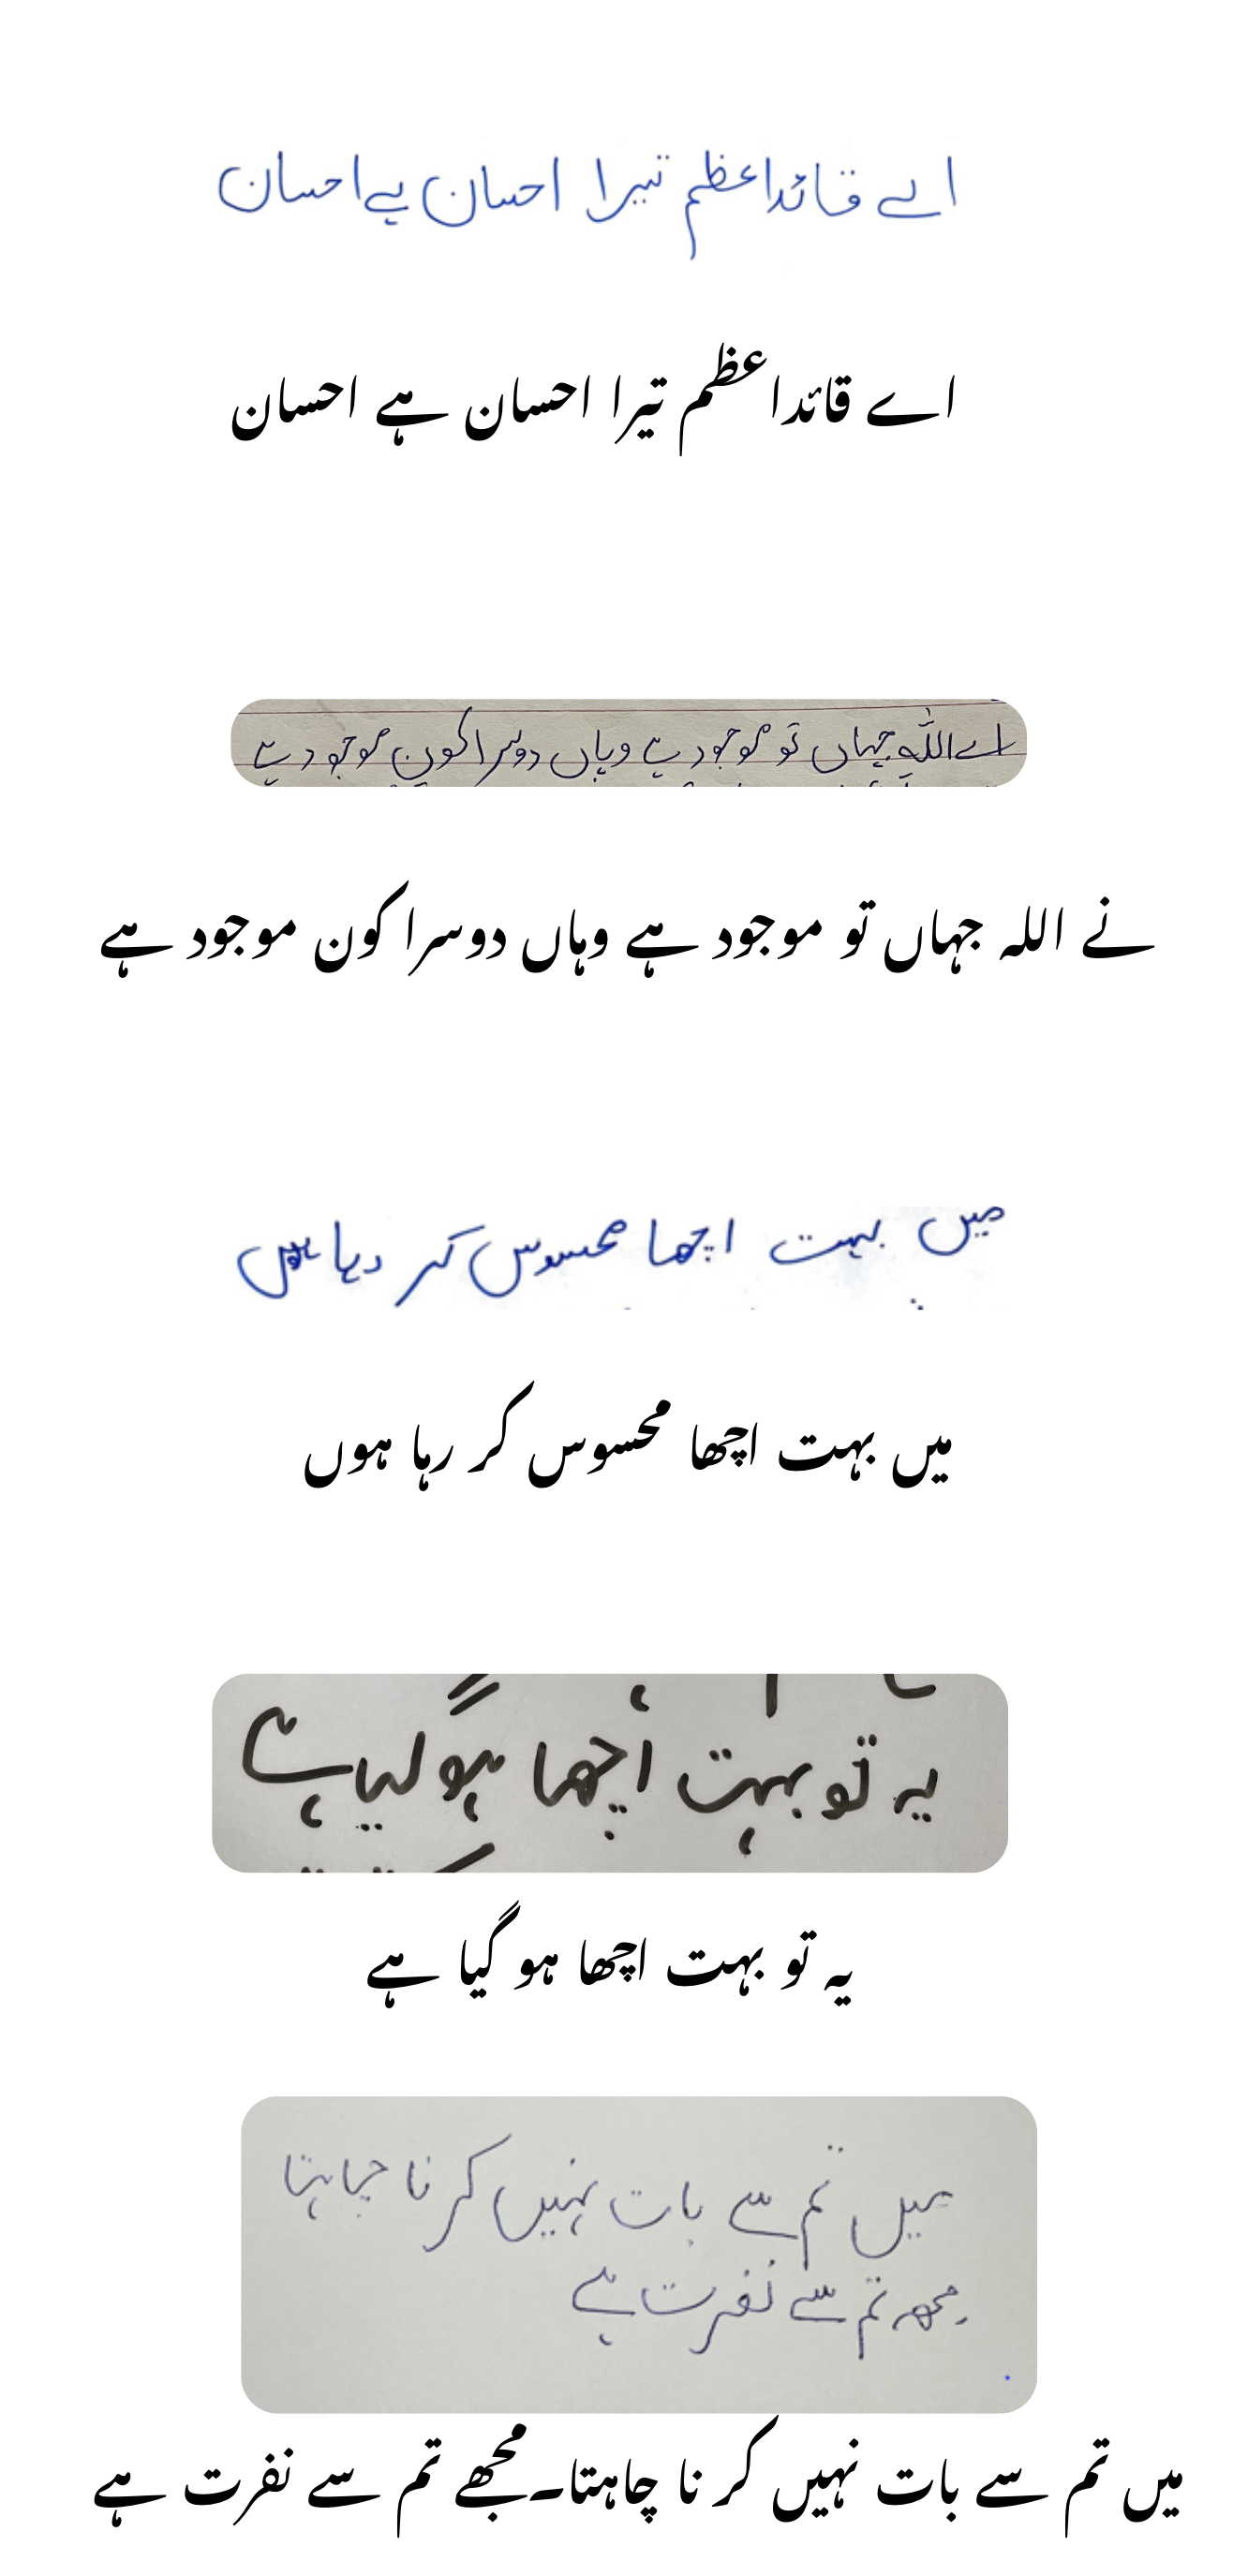 اے قائداعظم تیرا احسان ہے احسان
اے قائداعظم تیرا احسان ہے احسان
اے اللّٰہ جہاں تو موجود ہے وہاں دوسرا کون موجود ہے
نے اللہ جہاں تو موجود ہے وہاں دوسرا کون موجود ہے
میں بہت اچھا محسوس کر رہا ہوں
میں بہت اچھا محسوس کر رہا ہوں
یہ تو بہت اچھا ہو گیا ہے
یہ تو بہت اچھا ہو گیا ہے
میں تم سے بات نہیں کرنا چاہتا
مجھے تم سے نفرت ہے
میں تم سے بات نہیں کر نا چاہتا۔مجھے تم سے نفرت ہے